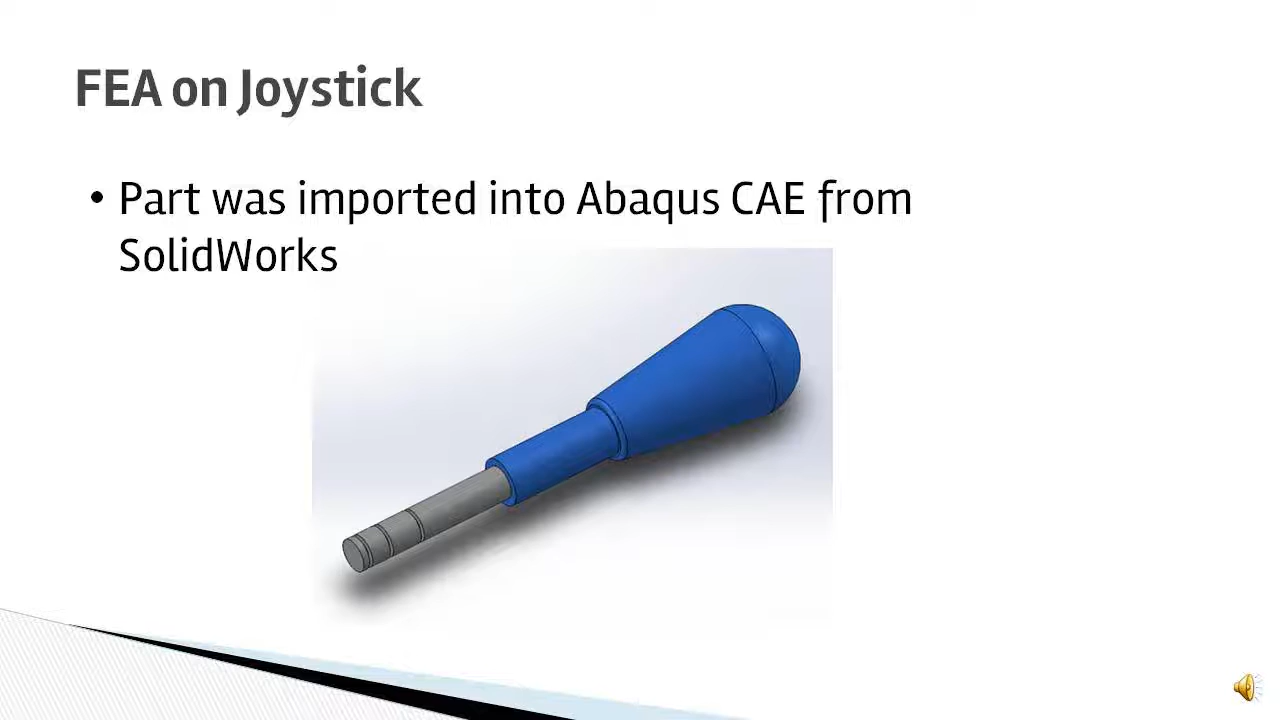 FEA on Joystick
• Part was imported into Abaqus CAE from
SolidWorks